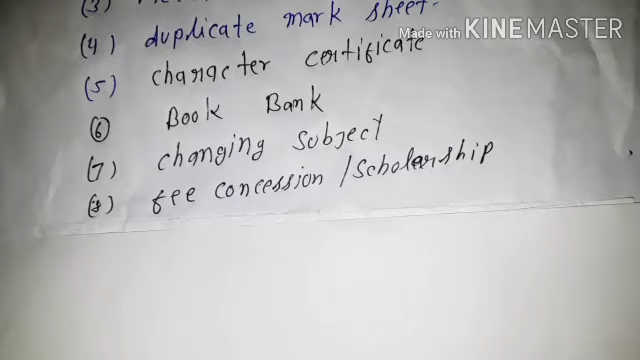 (3)
(4) duplicate mark sheet.
Made with KINEMASTER
(5) character certificate
(6) Book Bank
(7) changing subject
(8) fee concession / Scholarship